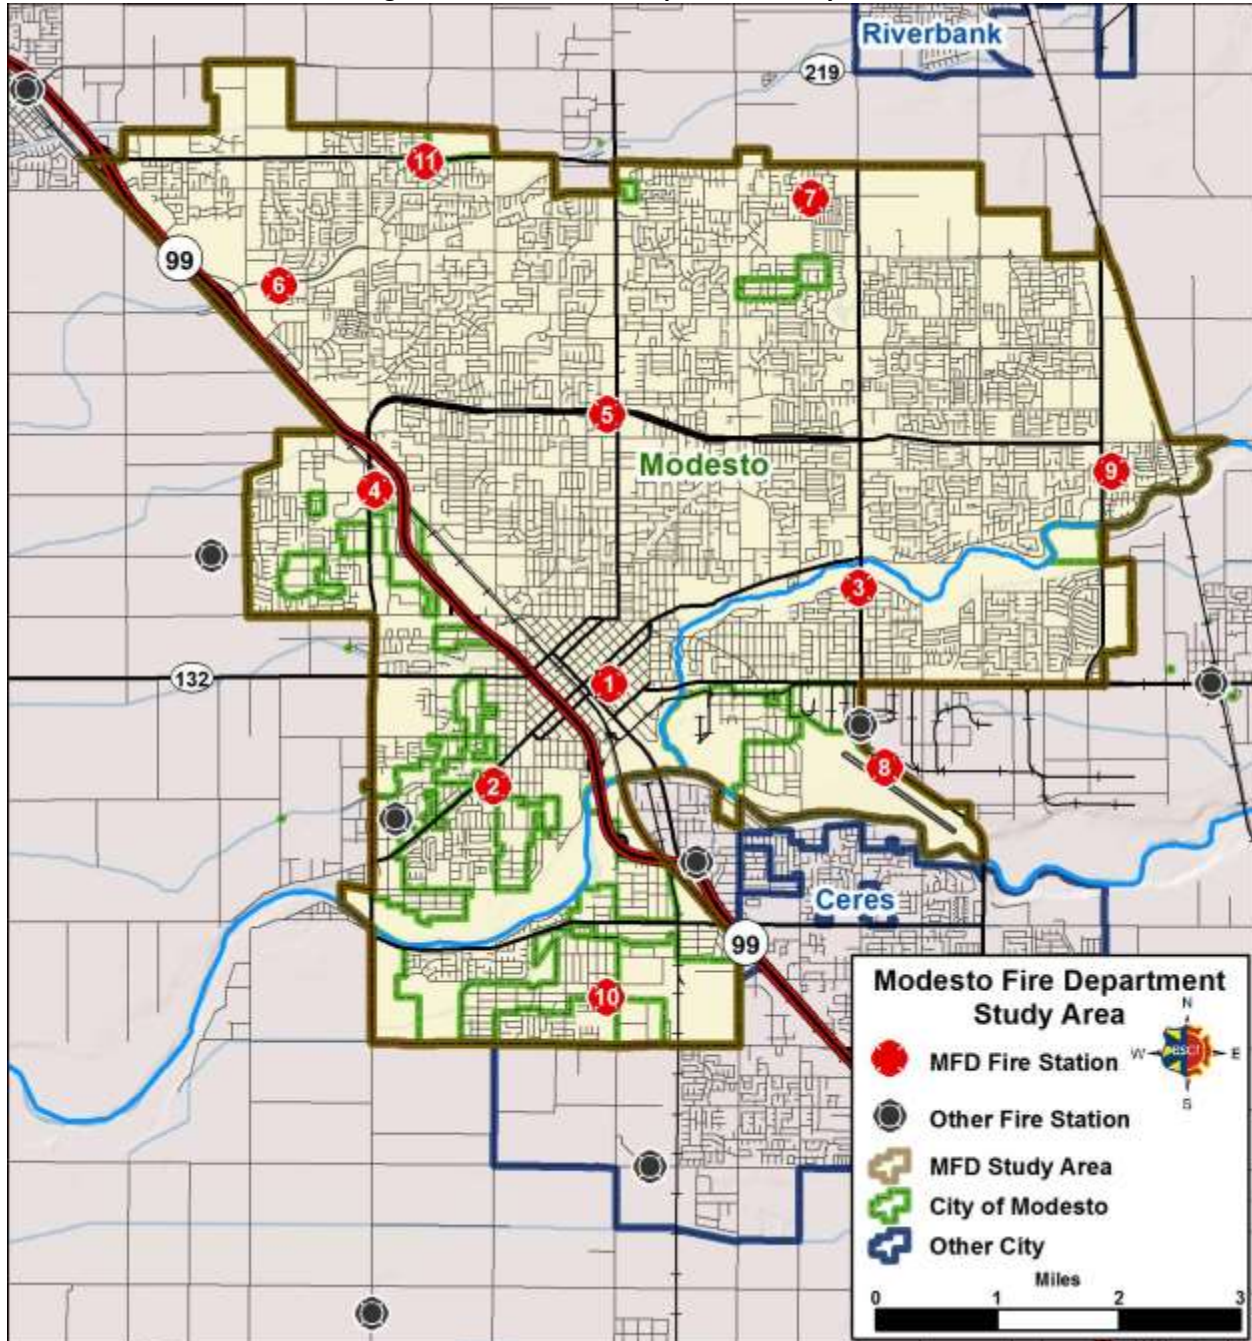 Riverbank
219
11
7
99
6
5
Modesto
9
4
3
132
1
8
2
Ceres
99
10
Modesto Fire Department
Study Area
N
W
E
S
MFD Fire Station
Other Fire Station
MFD Study Area
City of Modesto
Other City
Miles
0 1 2 3